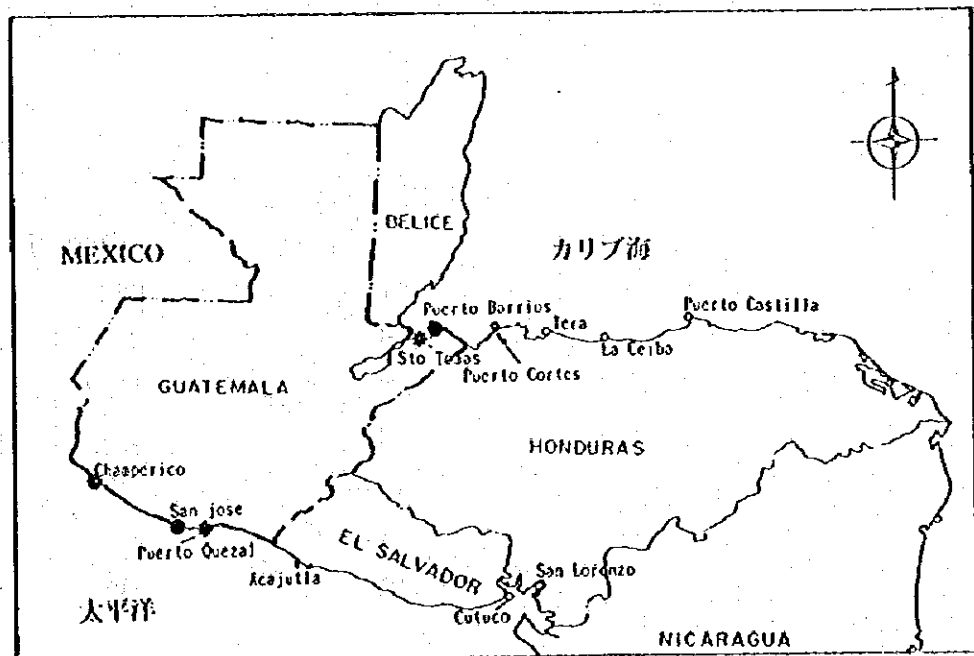 BELICE
MEXICO
カリブ海
Puerto Barrios
Puerto Castilla
Tera
La Ceiba
Sto Tomas
Puerto Cortes
GUATEMALA
HONDURAS
Champerico
San jose
Puerto Quezal
EL SALVADOR
Acajutla
San Lorenzo
Cutuco
太平洋
NICARAGUA